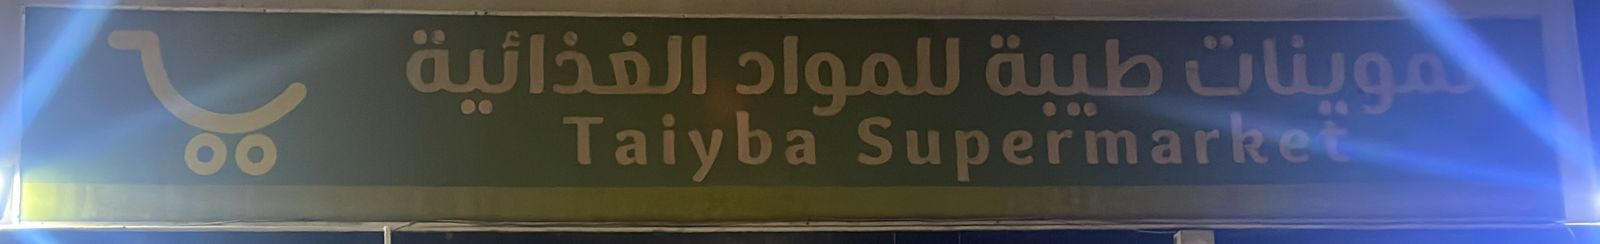 تموينات طيبة للمواد الغذائية
Taiyba Supermarket